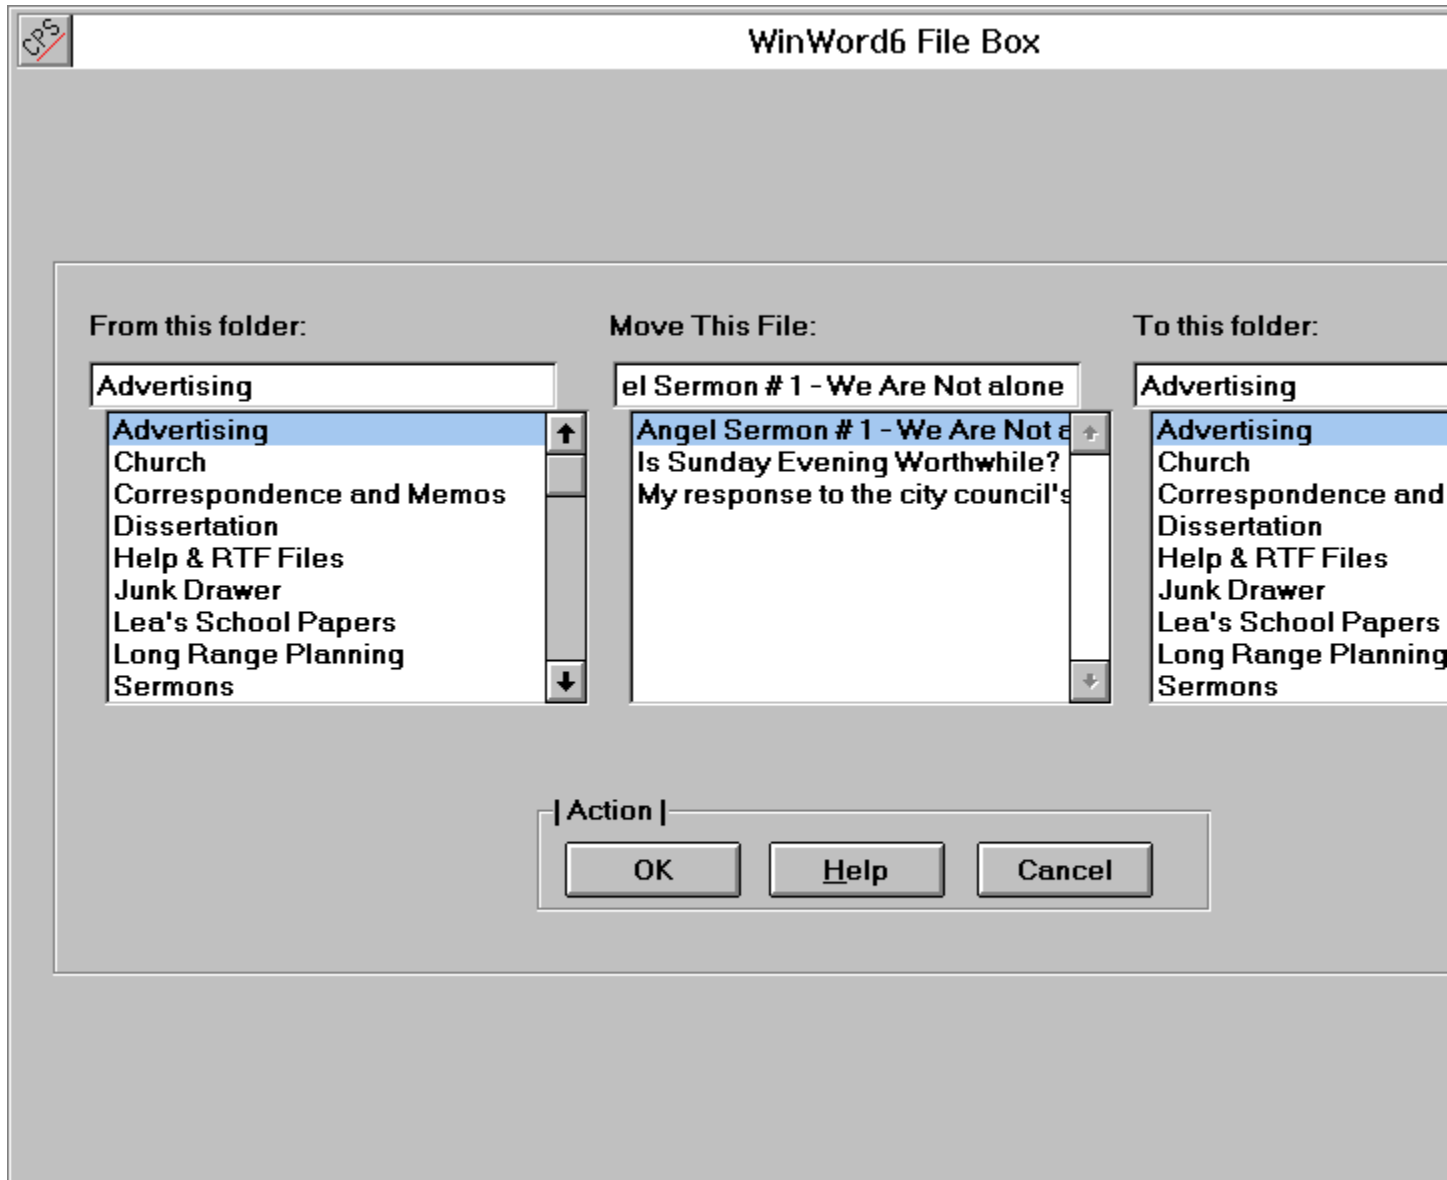 CPS
WinWord6 File Box
From this folder:
Advertising
Advertising
Church
Correspondence and Memos
Dissertation
Help & RTF Files
Junk Drawer
Lea's School Papers
Long Range Planning
Sermons
Move This File:
el Sermon # 1 - We Are Not alone
Angel Sermon # 1 - We Are Not a
Is Sunday Evening Worthwhile?
My response to the city council's
To this folder:
Advertising
Advertising
Church
Correspondence and
Dissertation
Help & RTF Files
Junk Drawer
Lea's School Papers
Long Range Planning
Sermons
| Action |
OK
Help
Cancel